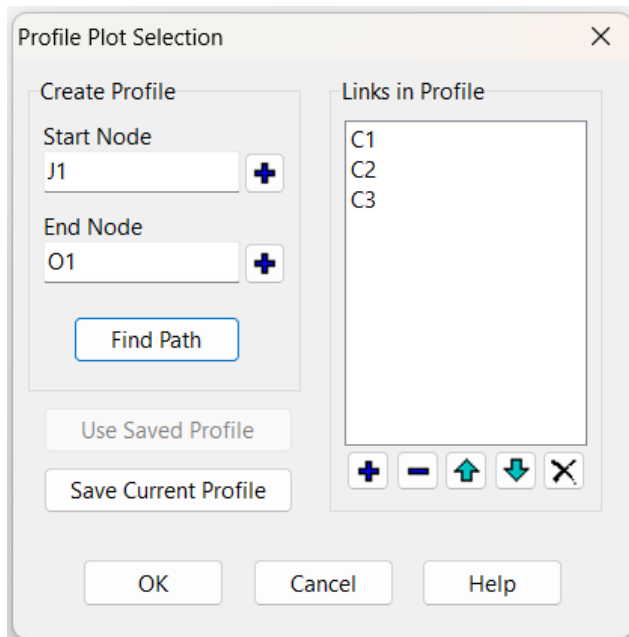 Profile Plot Selection
Create Profile
Start Node
J1
End Node
O1
Find Path
Use Saved Profile
Save Current Profile
Links in Profile
C1
C2
C3
OK
Cancel
Help